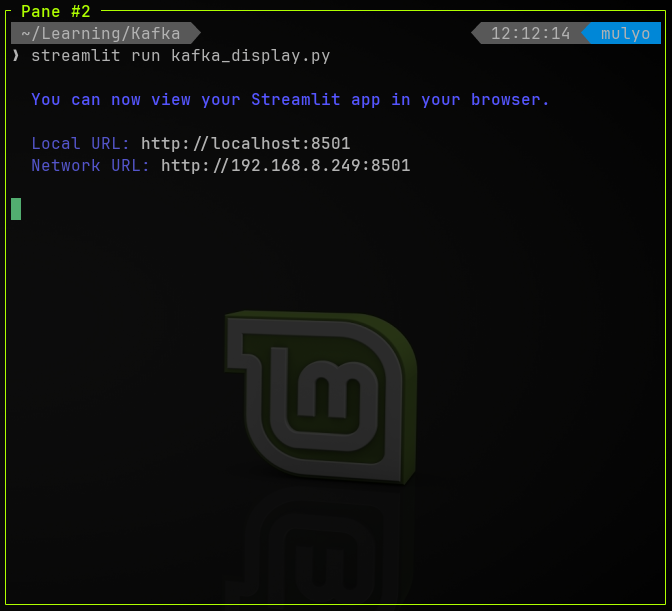 Pane #2
~/Learning/Kafka 12:12:14 mulyo
❯ streamlit run kafka_display.py
You can now view your Streamlit app in your browser.
Local URL: http://localhost:8501
Network URL: http://192.168.8.249:8501